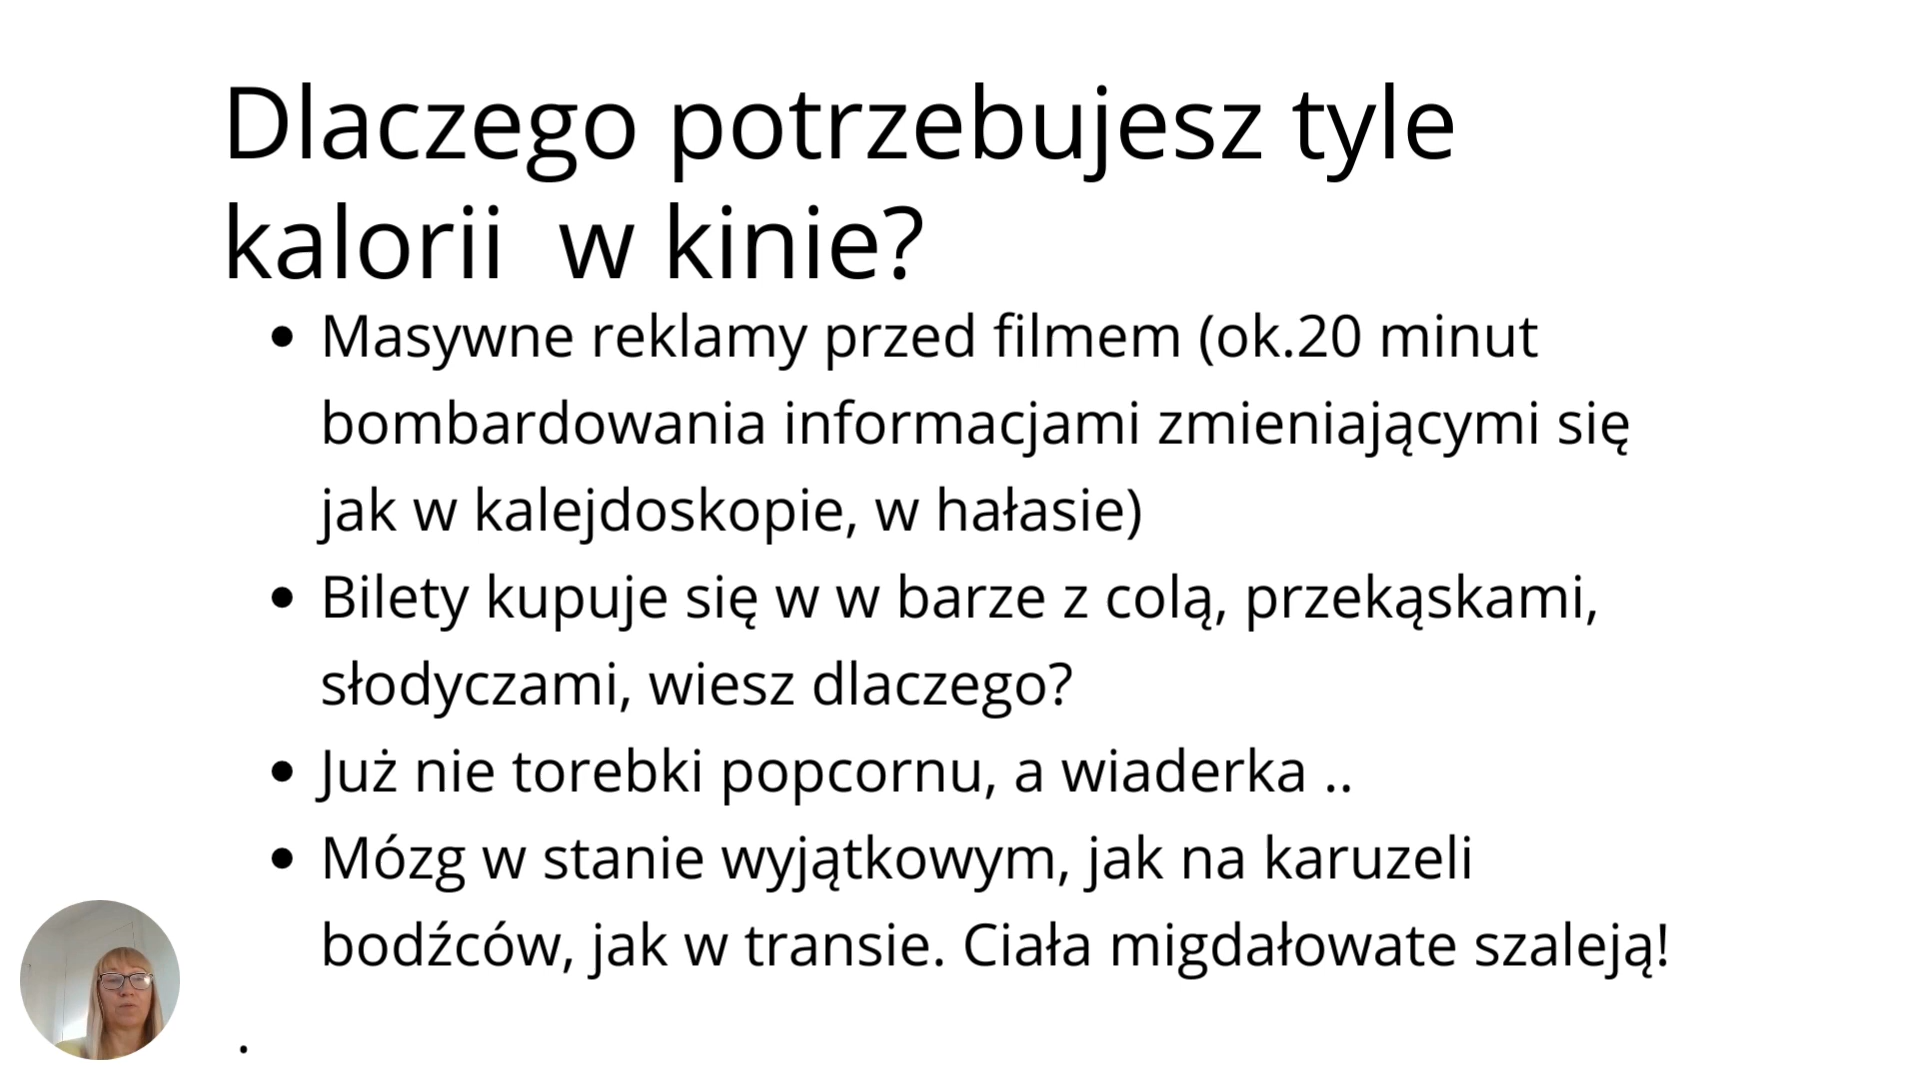 Dlaczego potrzebujesz tyle
kalorii  w kinie?
• Masywne reklamy przed filmem (ok.20 minut
bombardowania informacjami zmieniającymi się
jak w kalejdoskopie, w hałasie)
• Bilety kupuje się w w barze z colą, przekąskami,
słodyczami, wiesz dlaczego?
• Już nie torebki popcornu, a wiaderka ..
• Mózg w stanie wyjątkowym, jak na karuzeli
bodźców, jak w transie. Ciała migdałowate szaleją!
.